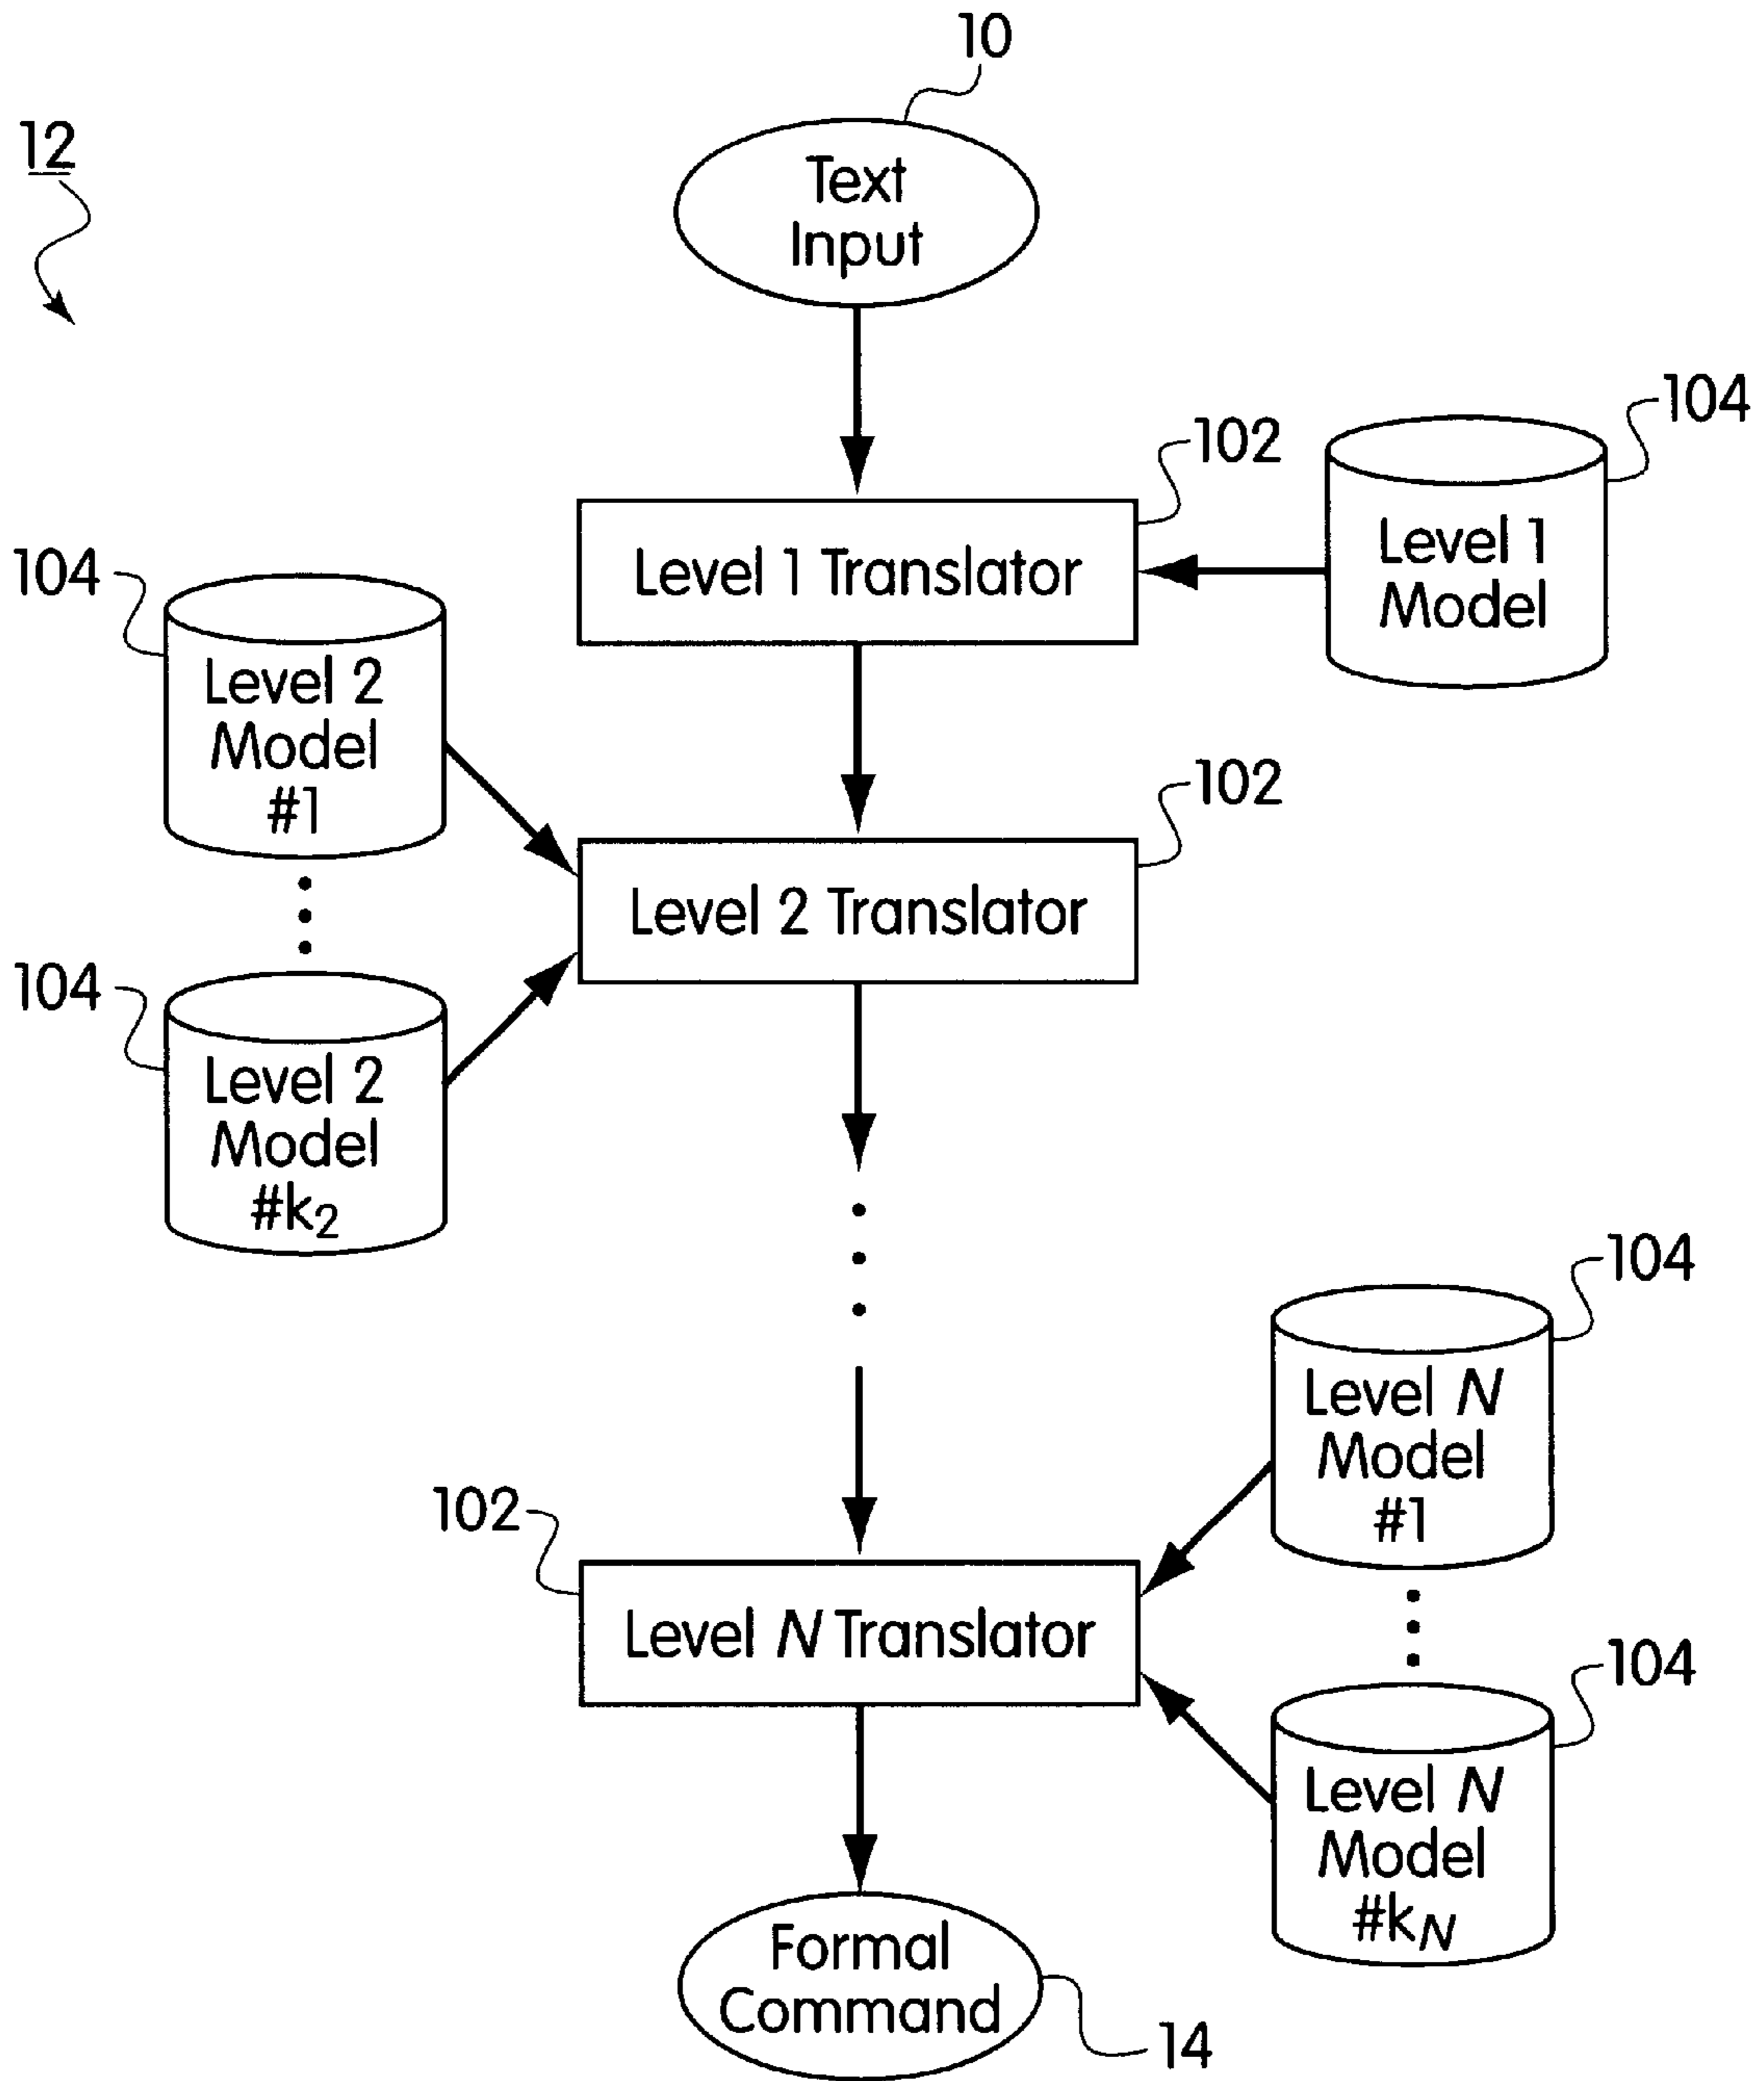 10
12
Text
Input
104
102
Level 1 Translator
Level 1
Model
104
Level 2
Model
#1
102
Level 2 Translator
104
Level 2
Model
#k₂
104
Level N
Model
#1
102
Level N Translator
104
Level N
Model
#k_N
Formal
Command
14